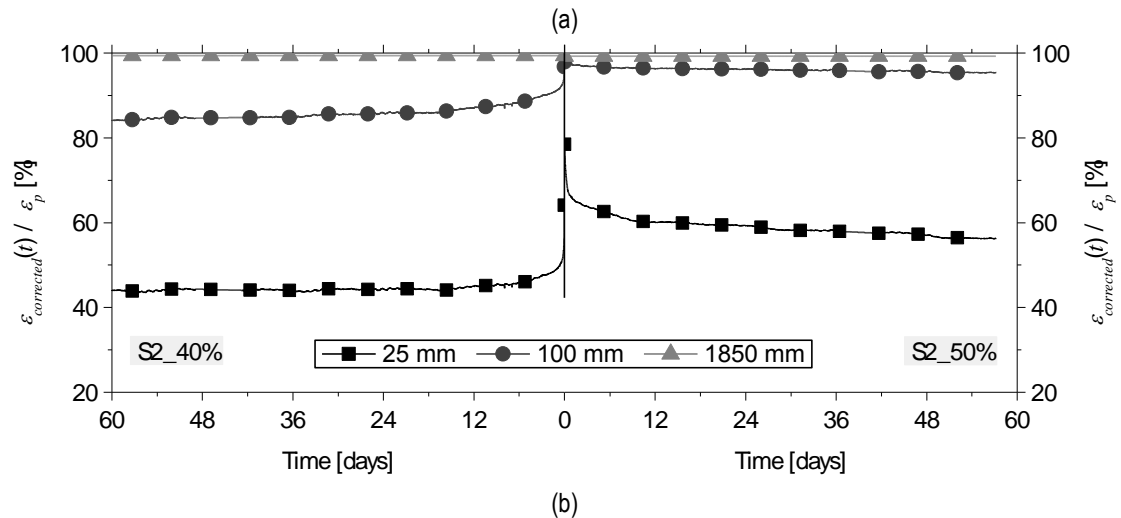 (a)
100 100
80 80
60 60
40 40
20 20
ε_corrected(t) / ε_p [%]
ε_corrected(t) / ε_p [%]
S2_40%
25 mm 100 mm 1850 mm
S2_50%
60 48 36 24 12 0 12 24 36 48 60
Time [days] Time [days]
(b)